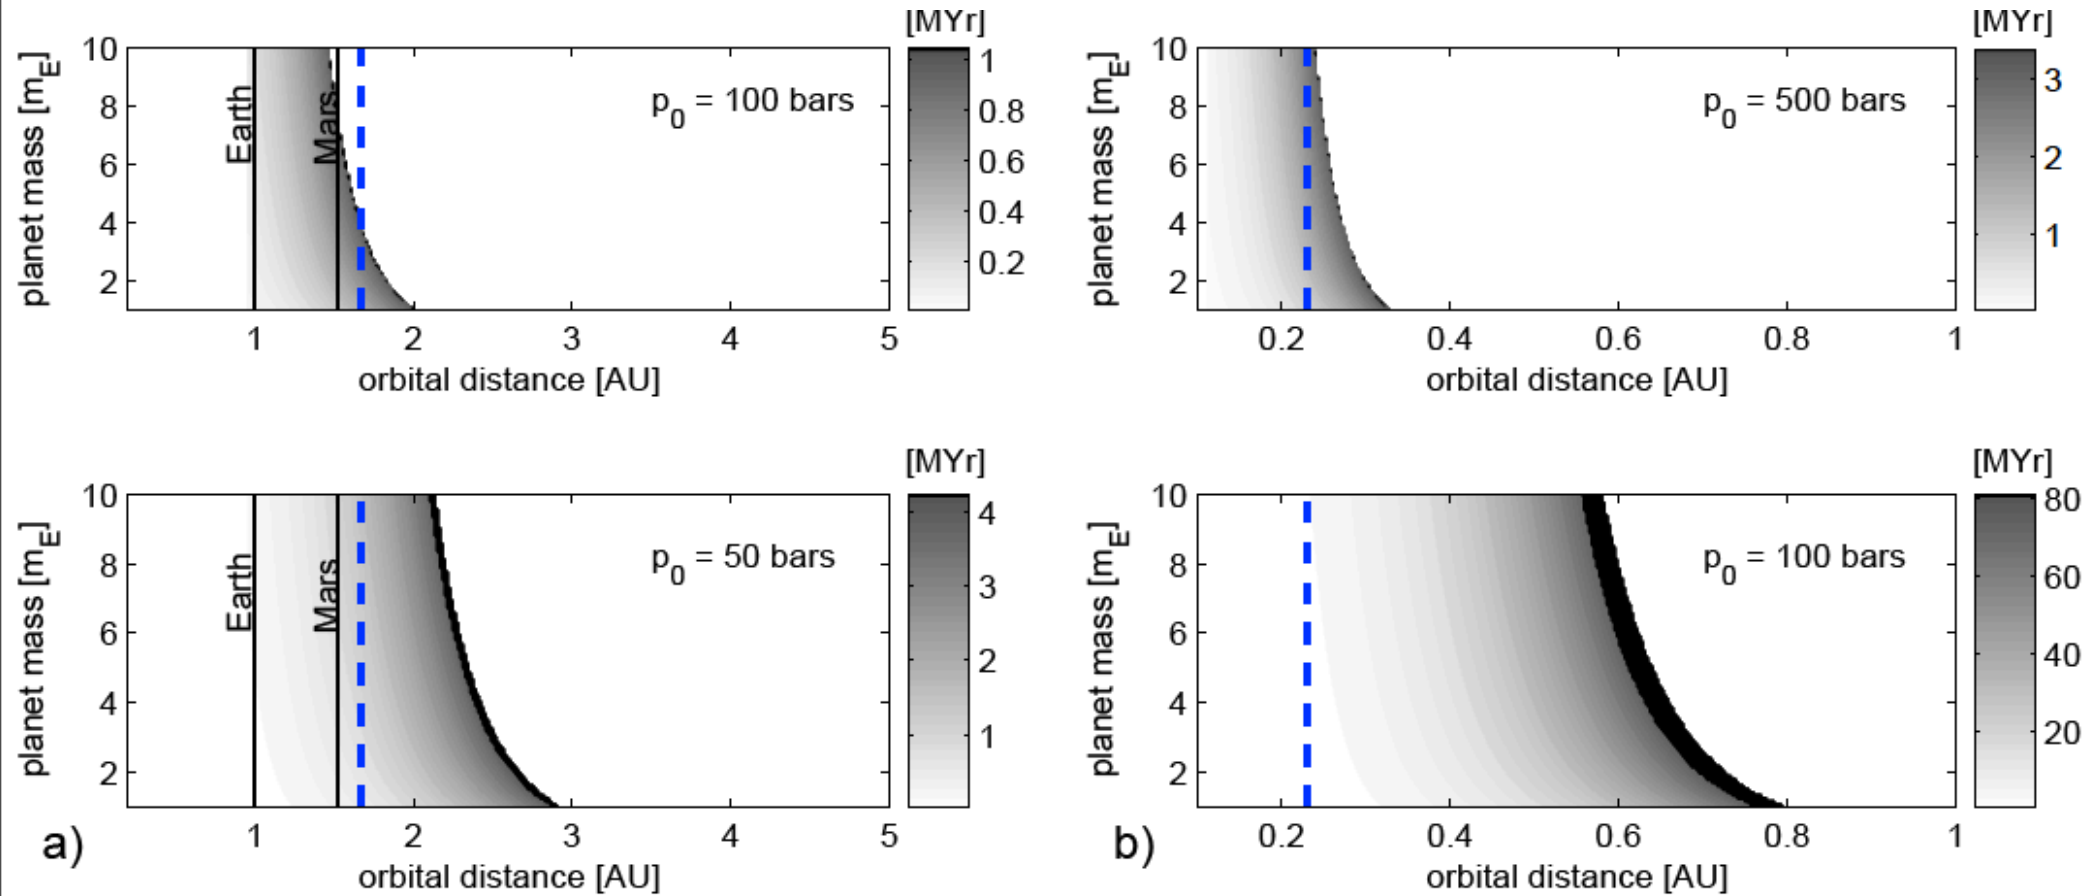 [MYr]
10
8
6
4
2
planet mass [m_E]
Earth
Mars
p_0 = 100 bars
1
0.8
0.6
0.4
0.2
1 2 3 4 5
orbital distance [AU]
[MYr]
10
8
6
4
2
planet mass [m_E]
p_0 = 500 bars
3
2
1
0.2 0.4 0.6 0.8 1
orbital distance [AU]
[MYr]
10
8
6
4
2
planet mass [m_E]
Earth
Mars
p_0 = 50 bars
4
3
2
1
1 2 3 4 5
orbital distance [AU]
a)
[MYr]
10
8
6
4
2
planet mass [m_E]
p_0 = 100 bars
80
60
40
20
0.2 0.4 0.6 0.8 1
orbital distance [AU]
b)